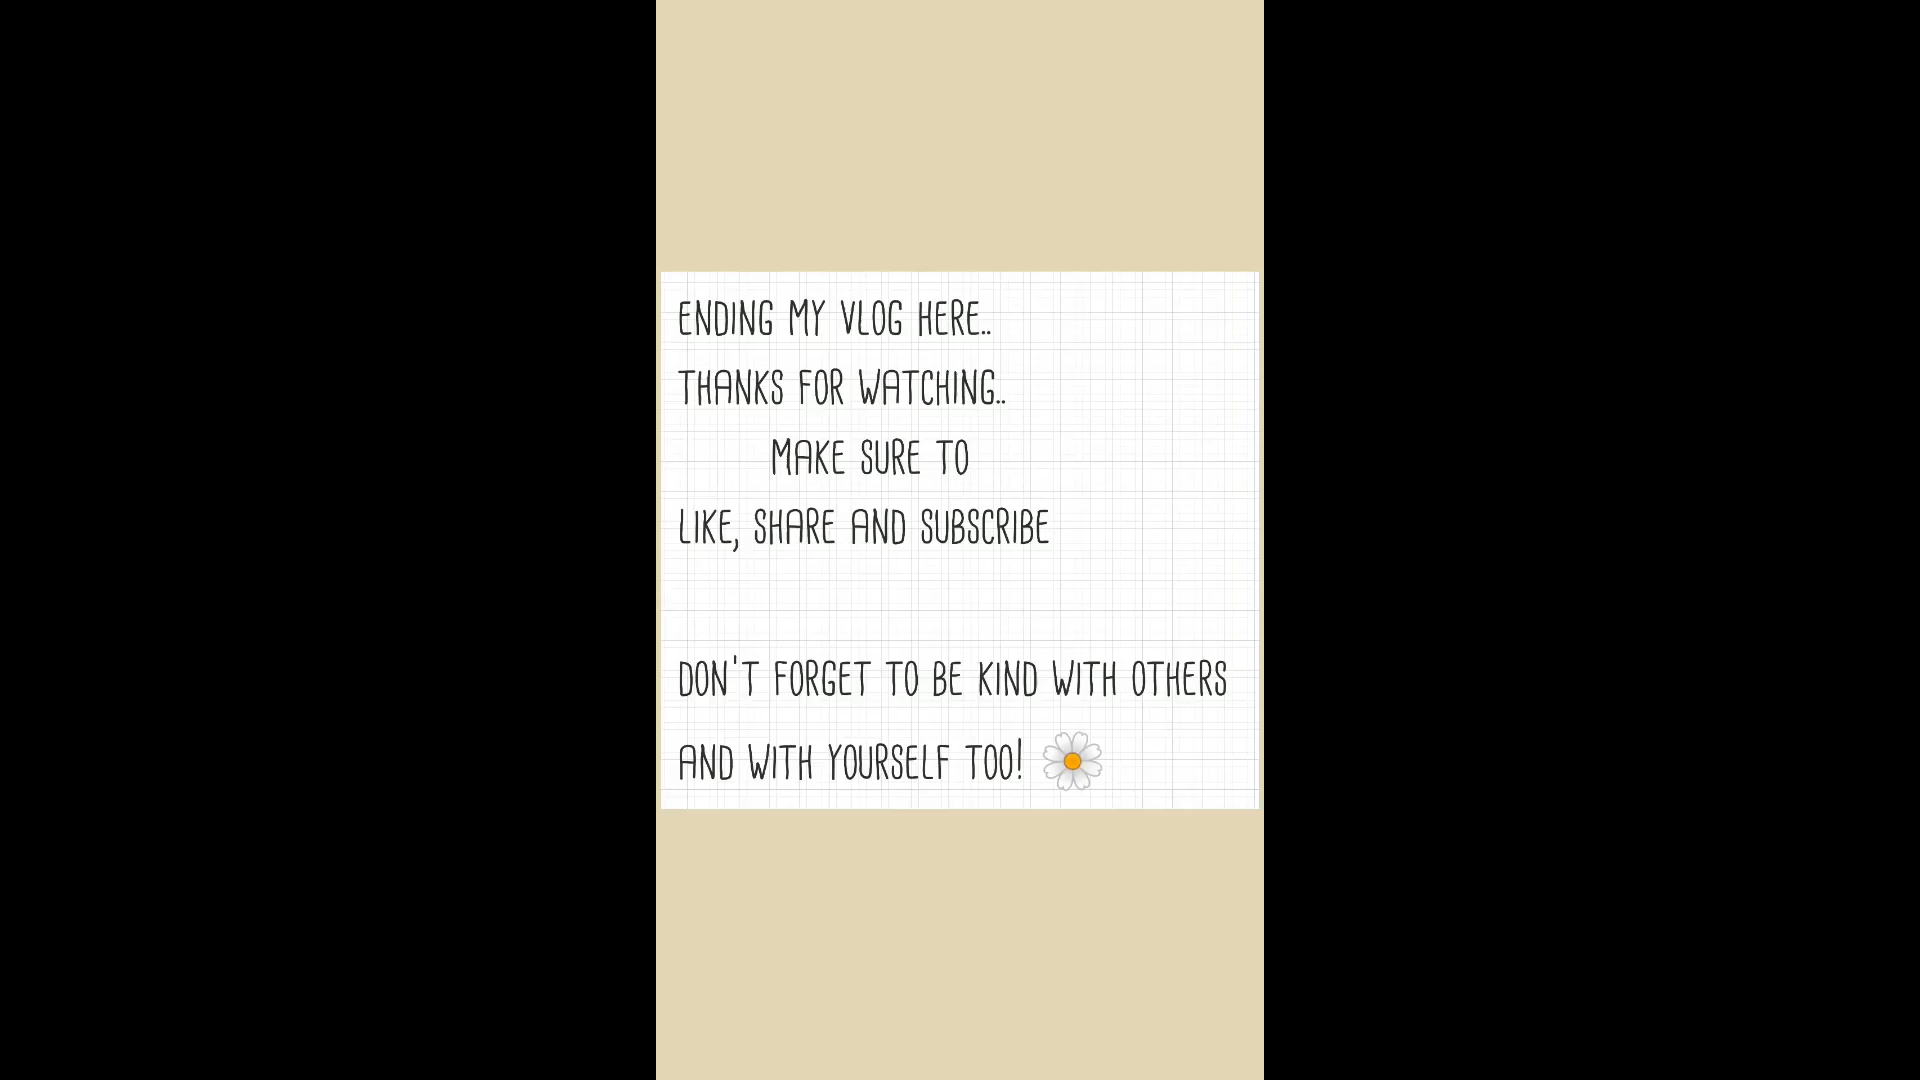 ENDING MY VLOG HERE..
THANKS FOR WATCHING..
MAKE SURE TO
LIKE, SHARE AND SUBSCRIBE
DON'T FORGET TO BE KIND WITH OTHERS
AND WITH YOURSELF TOO! 🌼